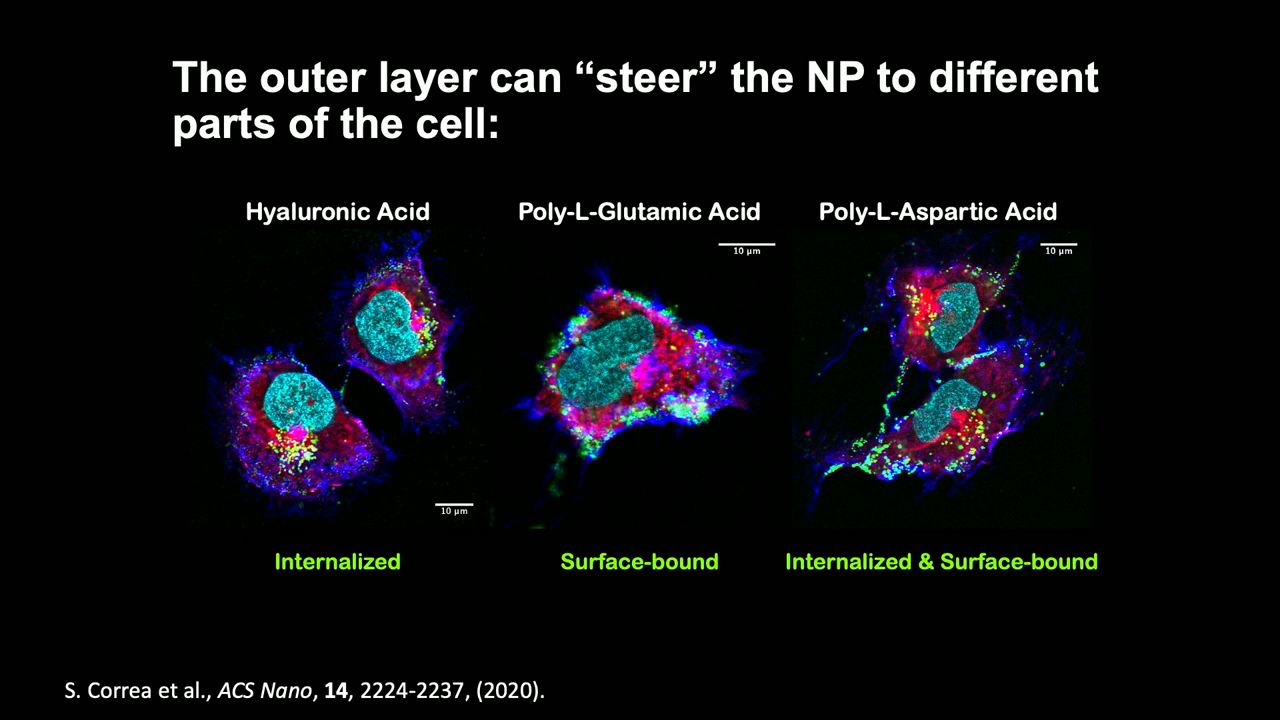 The outer layer can “steer” the NP to different
parts of the cell:
Hyaluronic Acid
Poly-L-Glutamic Acid
Poly-L-Aspartic Acid
10 µm
10 µm
10 µm
Internalized
Surface-bound
Internalized & Surface-bound
S. Correa et al., ACS Nano, 14, 2224-2237, (2020).